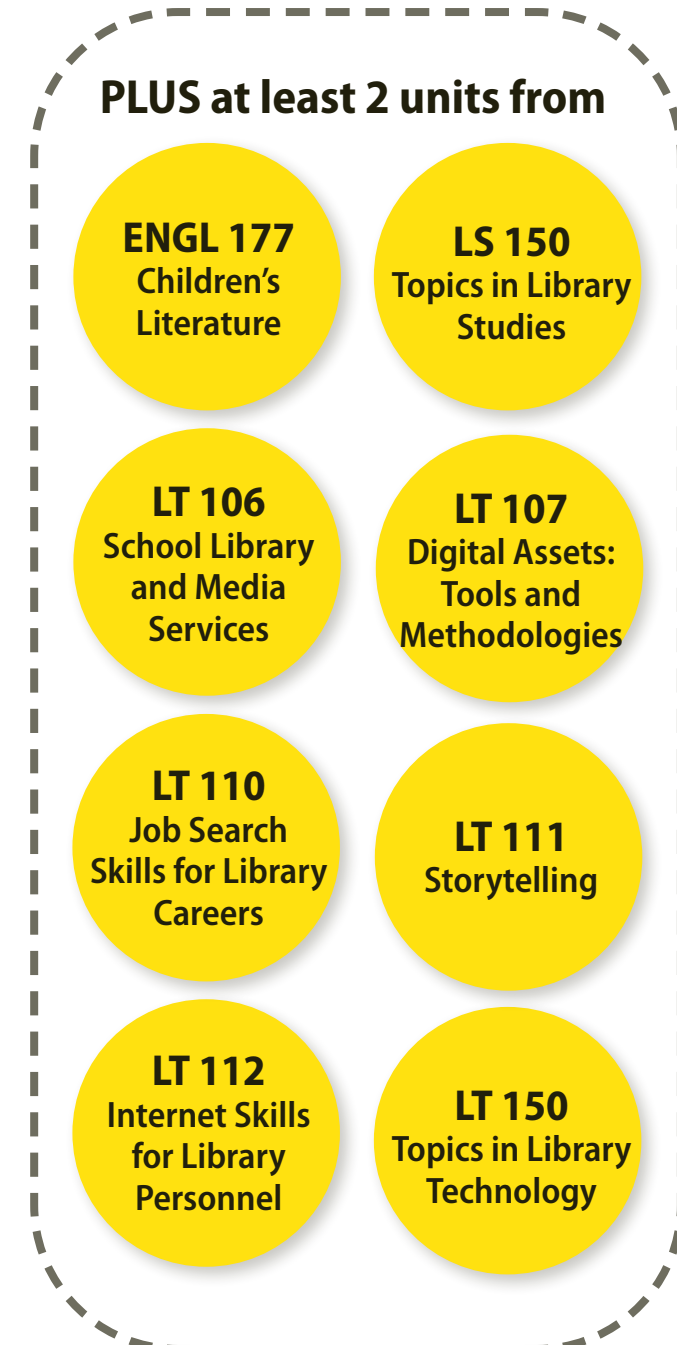 PLUS at least 2 units from
ENGL 177
Children’s
Literature
LS 150
Topics in Library
Studies
LT 106
School Library
and Media
Services
LT 107
Digital Assets:
Tools and
Methodologies
LT 110
Job Search
Skills for Library
Careers
LT 111
Storytelling
LT 112
Internet Skills
for Library
Personnel
LT 150
Topics in Library
Technology